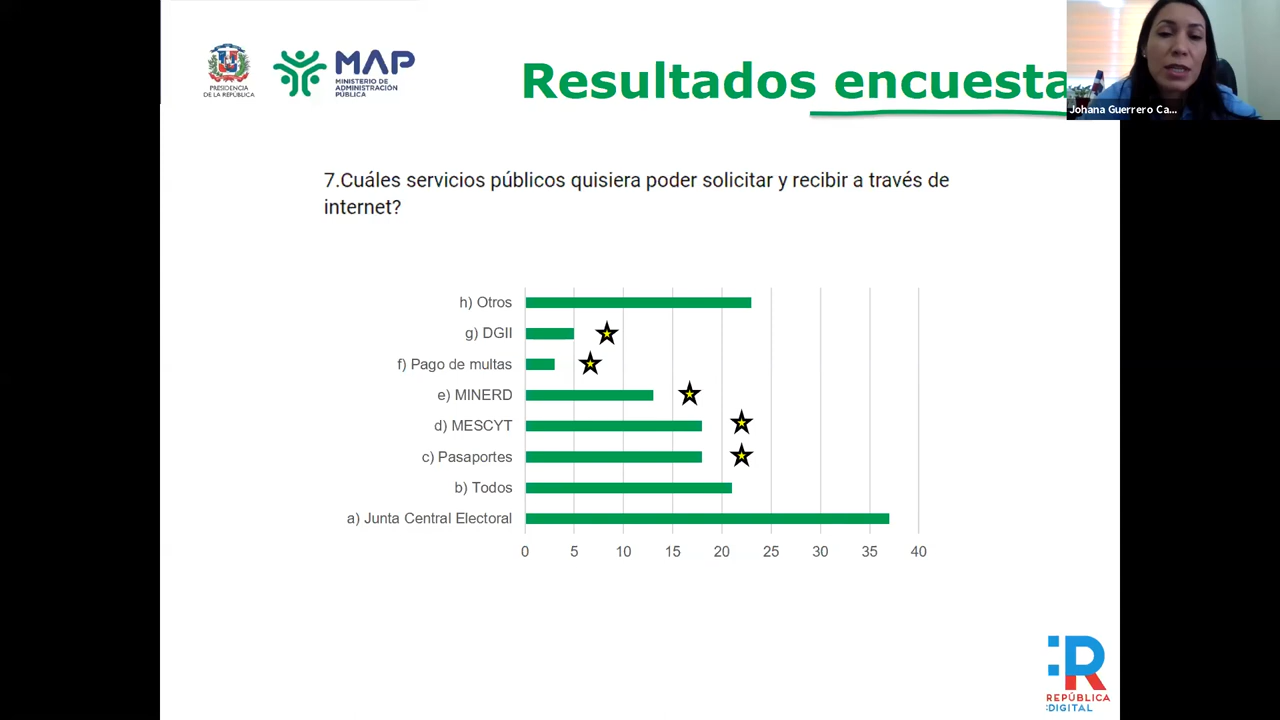 PRESIDENCIA
DE LA REPÚBLICA
MAP
MINISTERIO DE
ADMINISTRACIÓN
PÚBLICA
Resultados encuesta
Johana Guerrero Ca...
7.Cuáles servicios públicos quisiera poder solicitar y recibir a través de
internet?
h) Otros
g) DGII
f) Pago de multas
e) MINERD
d) MESCYT
c) Pasaportes
b) Todos
a) Junta Central Electoral
0 5 10 15 20 25 30 35 40
:R
REPÚBLICA
:DIGITAL